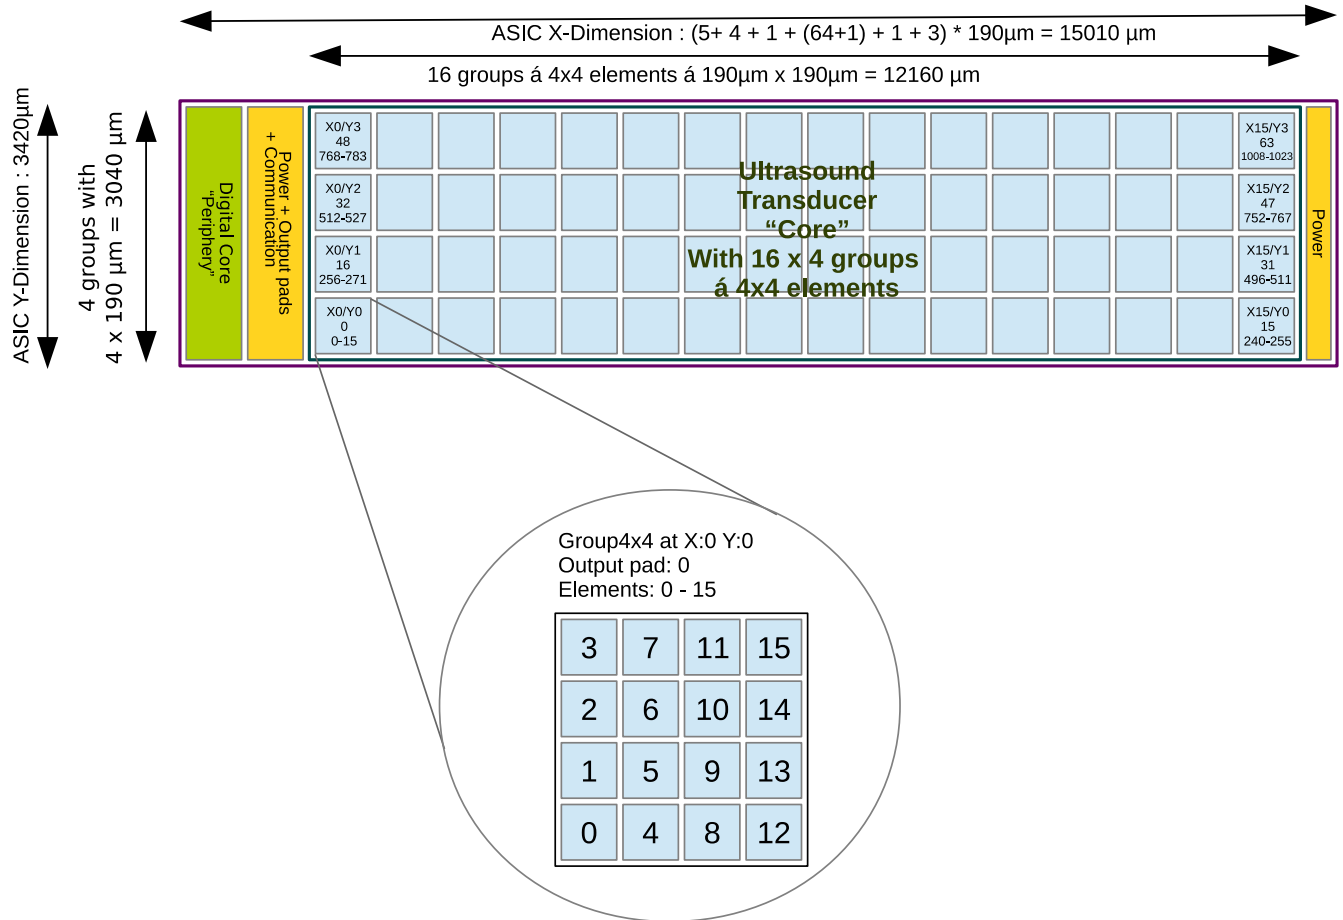 ASIC X-Dimension : (5+ 4 + 1 + (64+1) + 1 + 3) * 190µm = 15010 µm
16 groups á 4x4 elements á 190µm x 190µm = 12160 µm
ASIC Y-Dimension : 3420µm
4 groups with
4 x 190 µm = 3040 µm
Digital Core
"Periphery"
Power + Output pads
+ Communication
X0/Y3
48
768-783
X0/Y2
32
512-527
X0/Y1
16
256-271
X0/Y0
0
0-15
Ultrasound
Transducer
“Core”
With 16 x 4 groups
á 4x4 elements
X15/Y3
63
1008-1023
X15/Y2
47
752-767
X15/Y1
31
496-511
X15/Y0
15
240-255
Power
Group4x4 at X:0 Y:0
Output pad: 0
Elements: 0 - 15
3 7 11 15
2 6 10 14
1 5 9 13
0 4 8 12